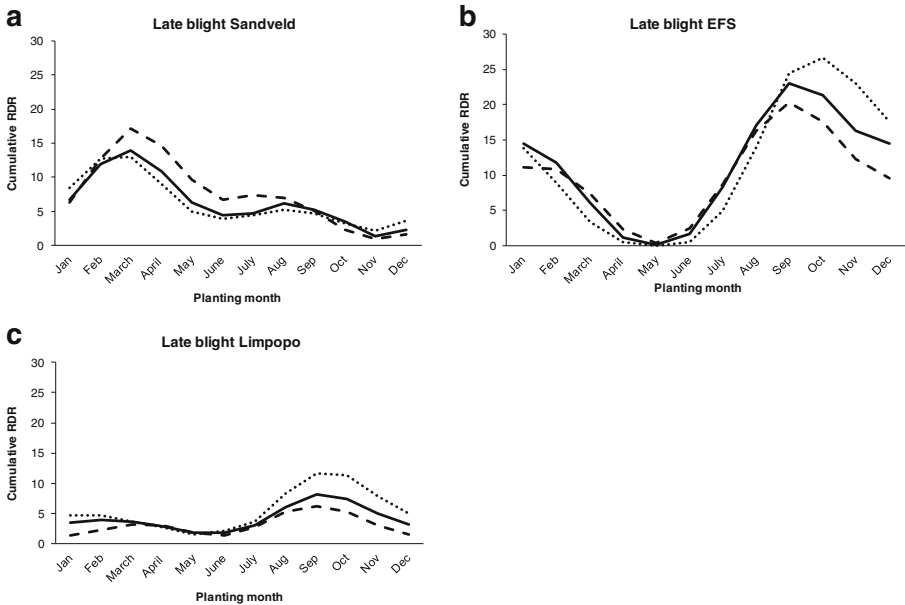 a
Late blight Sandveld
30
25
20
15
10
5
0
Cumulative RDR
Jan Feb March April May June July Aug Sep Oct Nov Dec
Planting month
b
Late blight EFS
30
25
20
15
10
5
0
Cumulative RDR
Jan Feb March April May June July Aug Sep Oct Nov Dec
Planting month
c
Late blight Limpopo
30
25
20
15
10
5
0
Cumulative RDR
Jan Feb March April May June July Aug Sep Oct Nov Dec
Planting month